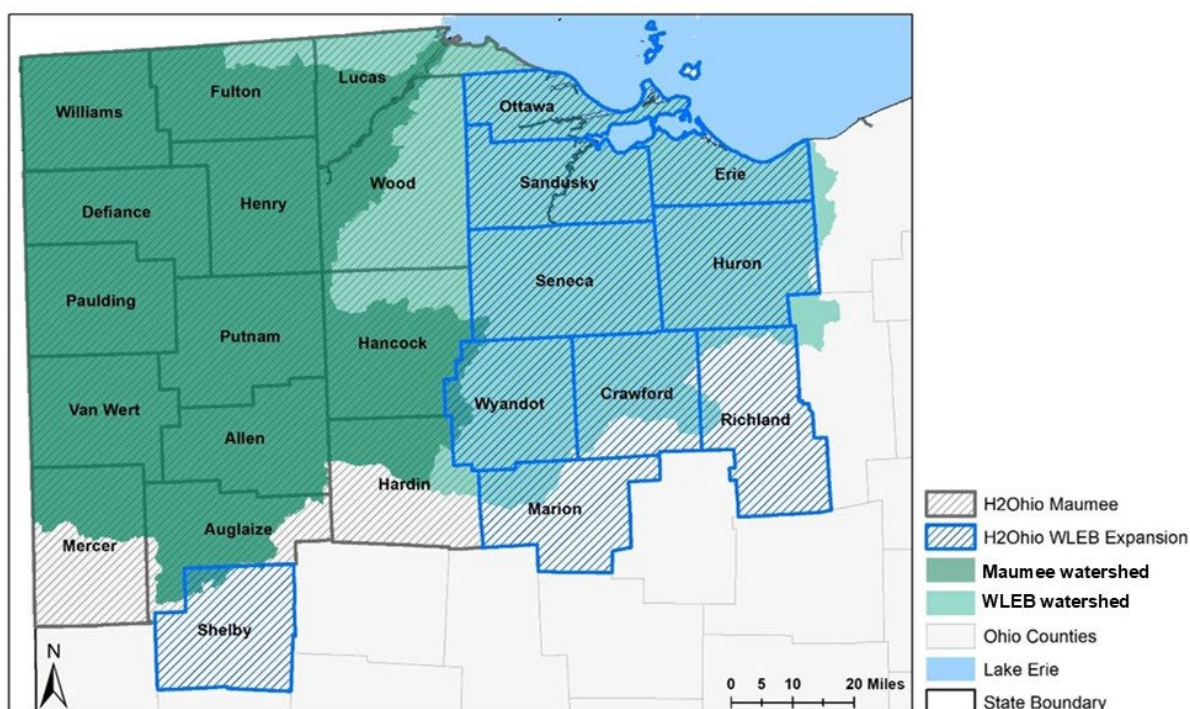 Lucas
Fulton
Williams
Ottawa
Wood
Sandusky
Erie
Henry
Defiance
Huron
Seneca
Paulding
Putnam
Hancock
Crawford
Wyandot
Van Wert
Richland
Allen
Hardin
Marion
Auglaize
Mercer
Shelby
N
0 5 10 20 Miles
H2Ohio Maumee
H2Ohio WLEB Expansion
Maumee watershed
WLEB watershed
Ohio Counties
Lake Erie
State Boundary